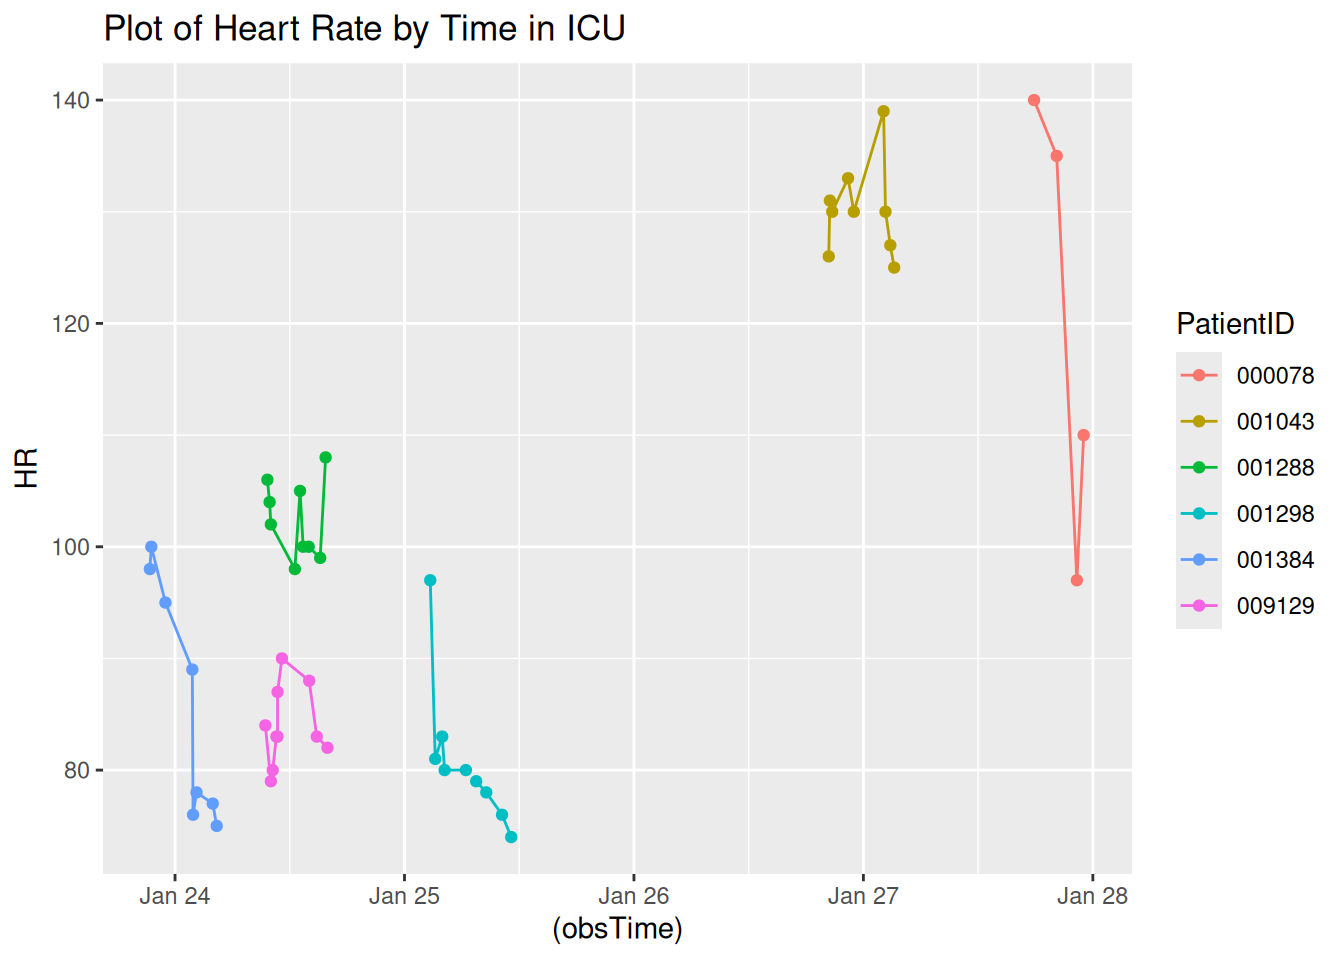 Plot of Heart Rate by Time in ICU
140
120
100
80
HR
Jan 24 Jan 25 Jan 26 Jan 27 Jan 28
(obsTime)
PatientID
000078
001043
001288
001298
001384
009129